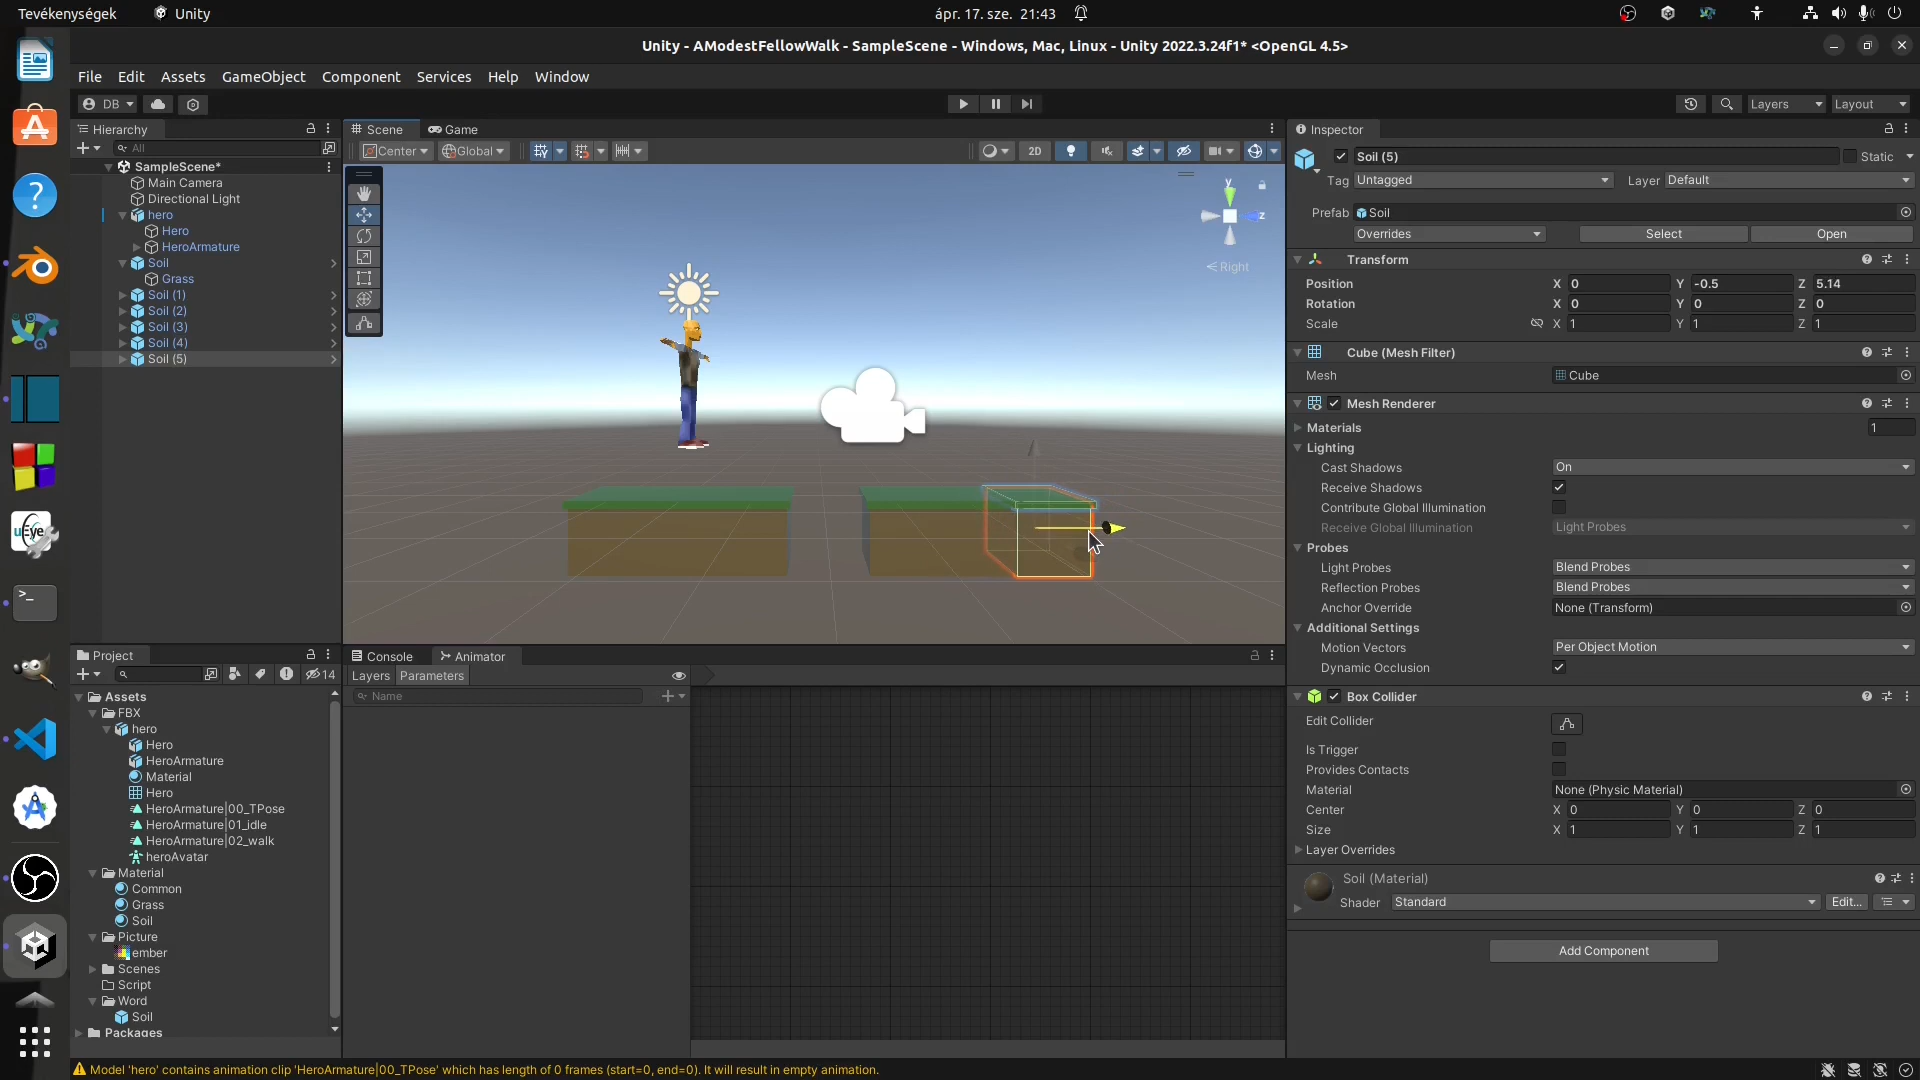 Tevékenységek
Unity
ápr. 17. sze. 21:43
Unity - AModestFellowWalk - SampleScene - Windows, Mac, Linux - Unity 2022.3.24f1* <OpenGL 4.5>
File Edit Assets GameObject Component Services Help Window
DB
Layers
Layout
Hierarchy
All
SampleScene*
Main Camera
Directional Light
hero
Hero
HeroArmature
Soil
Grass
Soil (1)
Soil (2)
Soil (3)
Soil (4)
Soil (5)
Scene
Game
Center
Global
2D
y
z
Right
Inspector
Soil (5)
Static
Tag Untagged
Layer Default
Prefab Soil
Overrides
Select
Open
Transform
Position X 0 Y -0.5 Z 5.14
Rotation X 0 Y 0 Z 0
Scale X 1 Y 1 Z 1
Cube (Mesh Filter)
Mesh Cube
Mesh Renderer
Materials 1
Lighting
Cast Shadows On
Receive Shadows
Contribute Global Illumination
Receive Global Illumination Light Probes
Probes
Light Probes Blend Probes
Reflection Probes Blend Probes
Anchor Override None (Transform)
Additional Settings
Motion Vectors Per Object Motion
Dynamic Occlusion
Box Collider
Edit Collider
Is Trigger
Provides Contacts
Material None (Physic Material)
Center X 0 Y 0 Z 0
Size X 1 Y 1 Z 1
Layer Overrides
Soil (Material)
Shader Standard Edit...
Add Component
Project
14
Assets
FBX
hero
Hero
HeroArmature
Material
Hero
HeroArmature|00_TPose
HeroArmature|01_idle
HeroArmature|02_walk
heroAvatar
Material
Common
Grass
Soil
Picture
ember
Scenes
Script
Word
Soil
Packages
Console
Animator
Layers Parameters
Name
uEye
Model 'hero' contains animation clip 'HeroArmature|00_TPose' which has length of 0 frames (start=0, end=0). It will result in empty animation.